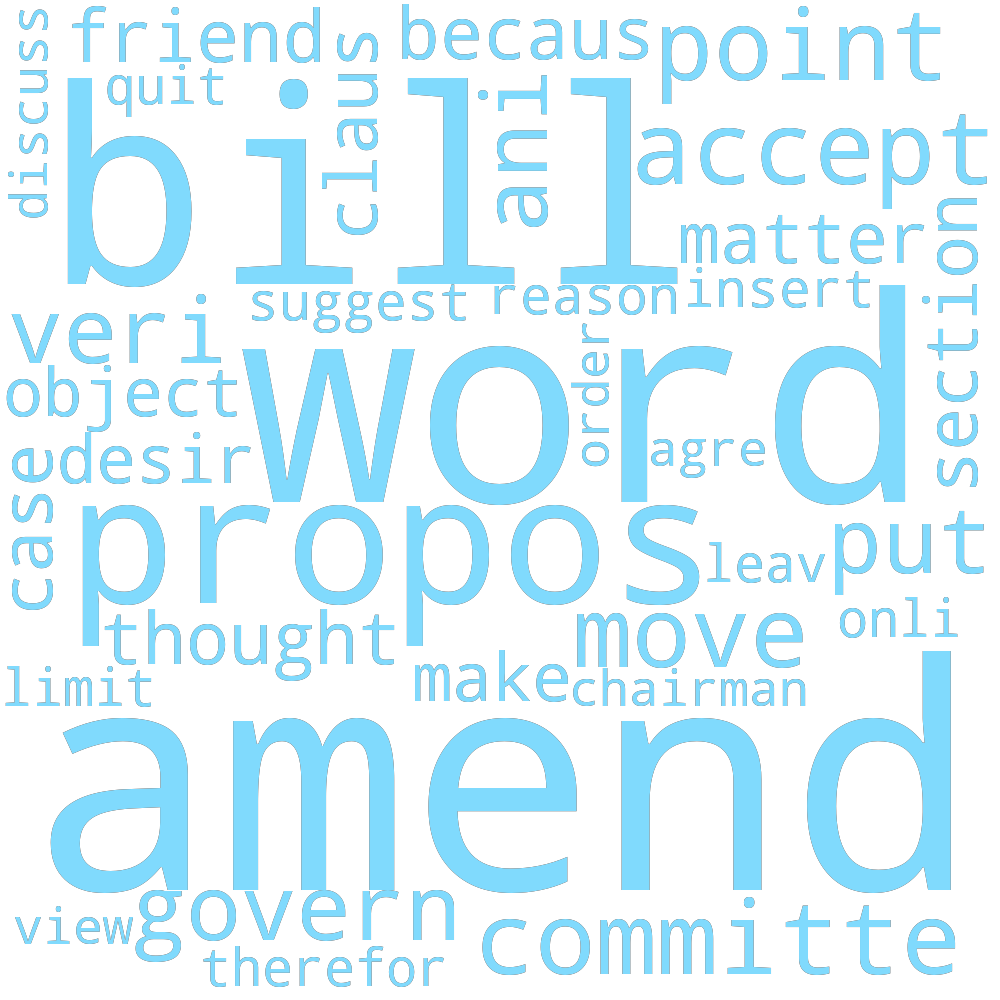 discuss
friend
becaus
point
quit
claus
ani
bill
accept
matter
section
suggest
reason
insert
veri
word
order
object
agre
desir
case
propos
put
leav
thought
move
onli
limit
make
chairman
amend
view
govern
committe
therefor